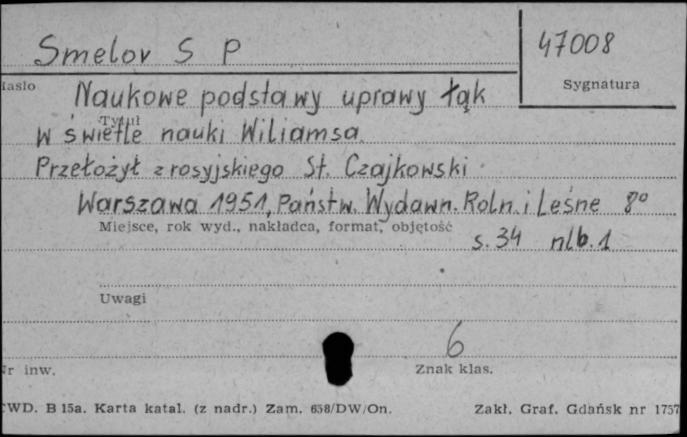 Smelov S P
47008
Hasło
Sygnatura
Naukowe podstawy uprawy łąk
Tytuł
w świetle nauki Wiliamsa.
Przełożył z rosyjskiego St. Czajkowski.
Warszawa 1951, Państw. Wydawn. Roln. i Leśne 8º
Miejsce, rok wyd., nakładca, format, objętość
s. 34 nlb. 1
Uwagi
6
Nr inw.
Znak klas.
CWD. B 15a. Karta katal. (z nadr.) Zam. 658/DW/On.
Zakł. Graf. Gdańsk nr 1757